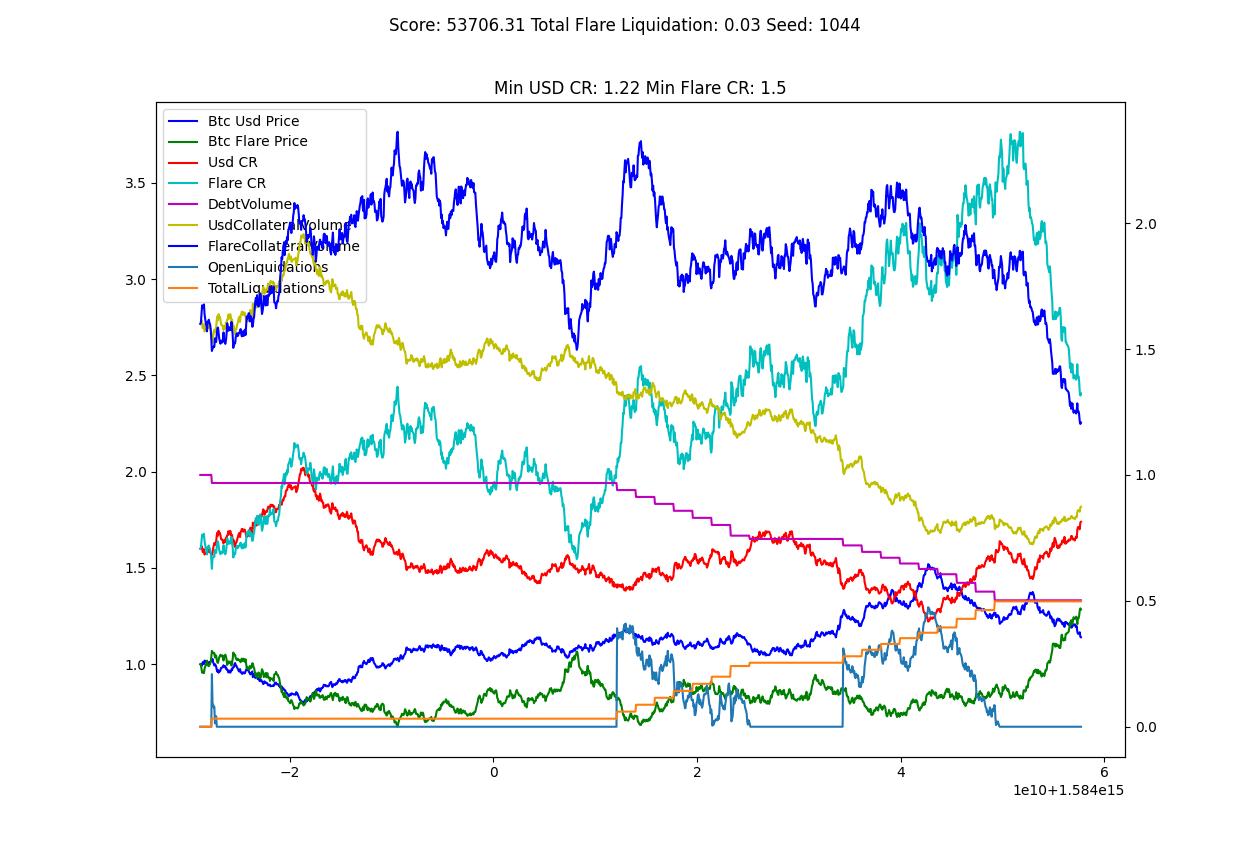 Score: 53706.31 Total Flare Liquidation: 0.03 Seed: 1044
Min USD CR: 1.22 Min Flare CR: 1.5
Btc Usd Price
Btc Flare Price
Usd CR
Flare CR
DebtVolume
UsdCollateralVolume
FlareCollateralVolume
OpenLiquidations
TotalLiquidations
3.5
3.0
2.5
2.0
1.5
1.0
2.0
1.5
1.0
0.5
0.0
−2
0
2
4
6
1e10+1.584e15